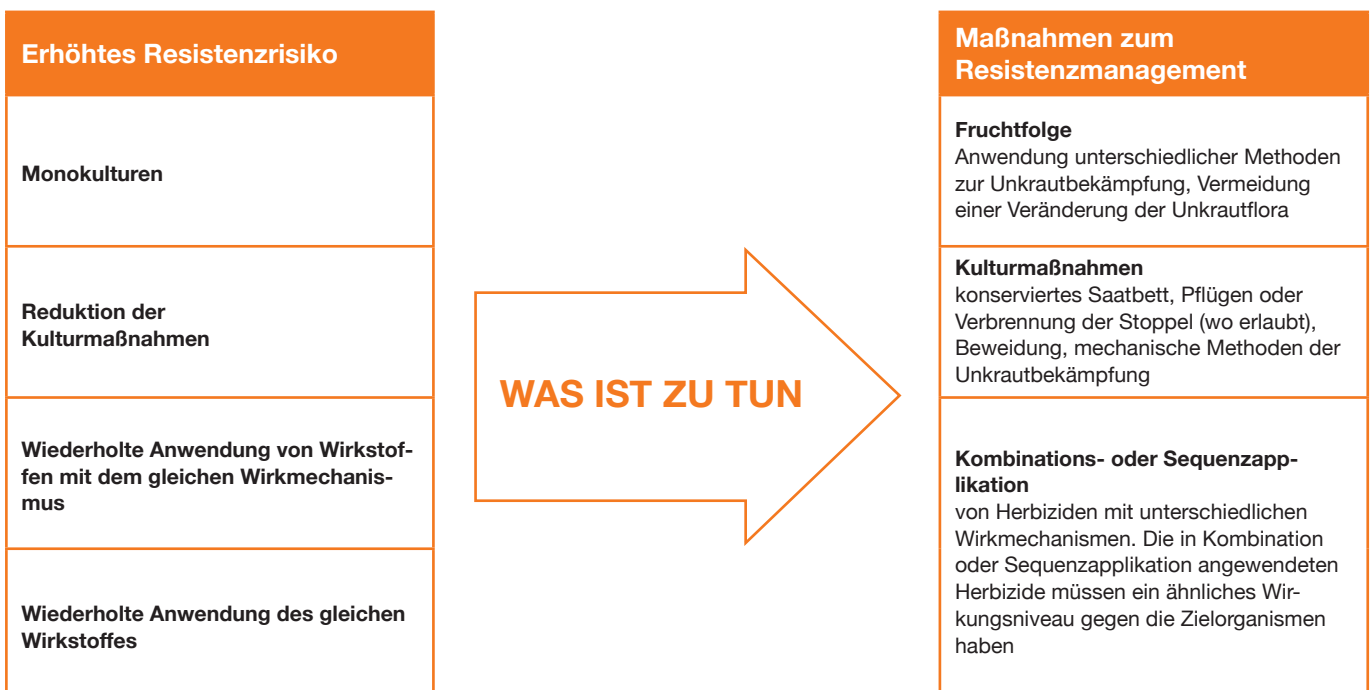 Erhöhtes Resistenzrisiko
Monokulturen
Reduktion der
Kulturmaßnahmen
Wiederholte Anwendung von Wirkstof-
fen mit dem gleichen Wirkmechanis-
mus
Wiederholte Anwendung des gleichen
Wirkstoffes
WAS IST ZU TUN
Maßnahmen zum
Resistenzmanagement
Fruchtfolge
Anwendung unterschiedlicher Methoden
zur Unkrautbekämpfung, Vermeidung
einer Veränderung der Unkrautflora
Kulturmaßnahmen
konserviertes Saatbett, Pflügen oder
Verbrennung der Stoppel (wo erlaubt),
Beweidung, mechanische Methoden der
Unkrautbekämpfung
Kombinations- oder Sequenzapp-
likation
von Herbiziden mit unterschiedlichen
Wirkmechanismen. Die in Kombination
oder Sequenzapplikation angewendeten
Herbizide müssen ein ähnliches Wir-
kungsniveau gegen die Zielorganismen
haben